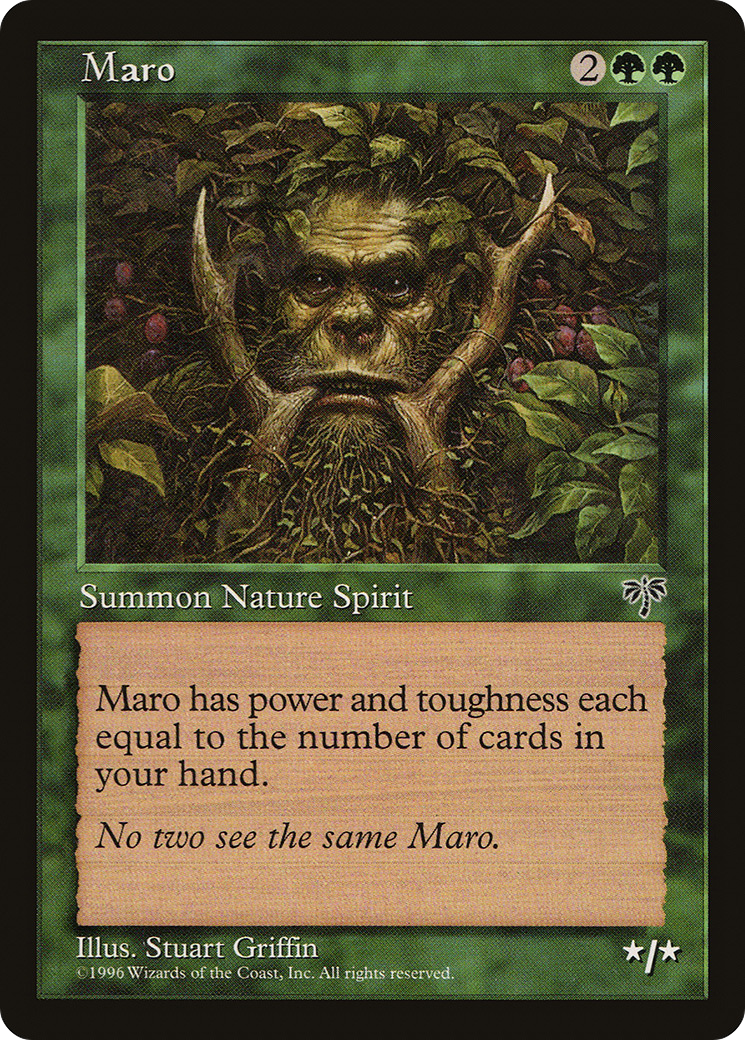 Maro 2
Summon Nature Spirit
Maro has power and toughness each
equal to the number of cards in
your hand.
No two see the same Maro.
Illus. Stuart Griffin
©1996 Wizards of the Coast, Inc. All rights reserved.
★/★